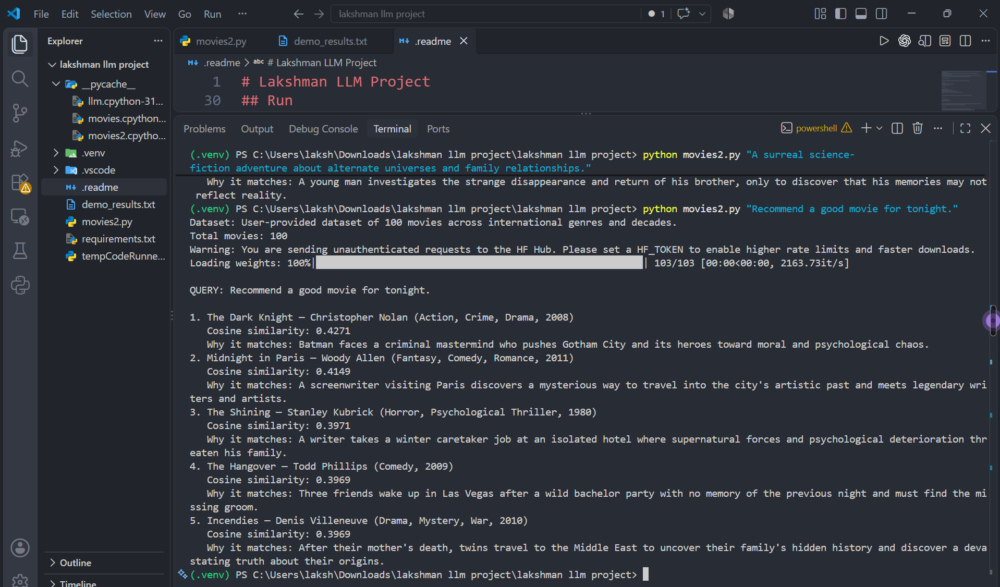 File Edit Selection View Go Run ··· lakshman llm project 1
Explorer ···
lakshman llm project
__pycache__
llm.cpython-31...
movies.cpython...
movies2.cpytho...
.venv
.vscode
.readme
demo_results.txt
movies2.py
requirements.txt
tempCodeRunne...
Outline
Timeline
movies2.py demo_results.txt .readme
.readme > abc # Lakshman LLM Project
1 # Lakshman LLM Project
30 ## Run
Problems Output Debug Console Terminal Ports powershell
(.venv) PS C:\Users\laksh\Downloads\lakshman llm project\lakshman llm project> python movies2.py "A surreal science-
fiction adventure about alternate universes and family relationships."
Why it matches: A young man investigates the strange disappearance and return of his brother, only to discover that his memories may not
reflect reality.
(.venv) PS C:\Users\laksh\Downloads\lakshman llm project\lakshman llm project> python movies2.py "Recommend a good movie for tonight."
Dataset: User-provided dataset of 100 movies across international genres and decades.
Total movies: 100
Warning: You are sending unauthenticated requests to the HF Hub. Please set a HF_TOKEN to enable higher rate limits and faster downloads.
Loading weights: 100%| | 103/103 [00:00<00:00, 2163.73it/s]
QUERY: Recommend a good movie for tonight.
1. The Dark Knight — Christopher Nolan (Action, Crime, Drama, 2008)
Cosine similarity: 0.4271
Why it matches: Batman faces a criminal mastermind who pushes Gotham City and its heroes toward moral and psychological chaos.
2. Midnight in Paris — Woody Allen (Fantasy, Comedy, Romance, 2011)
Cosine similarity: 0.4149
Why it matches: A screenwriter visiting Paris discovers a mysterious way to travel into the city's artistic past and meets legendary wri
ters and artists.
3. The Shining — Stanley Kubrick (Horror, Psychological Thriller, 1980)
Cosine similarity: 0.3971
Why it matches: A writer takes a winter caretaker job at an isolated hotel where supernatural forces and psychological deterioration thr
eaten his family.
4. The Hangover — Todd Phillips (Comedy, 2009)
Cosine similarity: 0.3969
Why it matches: Three friends wake up in Las Vegas after a wild bachelor party with no memory of the previous night and must find the mi
ssing groom.
5. Incendies — Denis Villeneuve (Drama, Mystery, War, 2010)
Cosine similarity: 0.3969
Why it matches: After their mother's death, twins travel to the Middle East to uncover their family's hidden history and discover a deva
stating truth about their origins.
(.venv) PS C:\Users\laksh\Downloads\lakshman llm project\lakshman llm project>